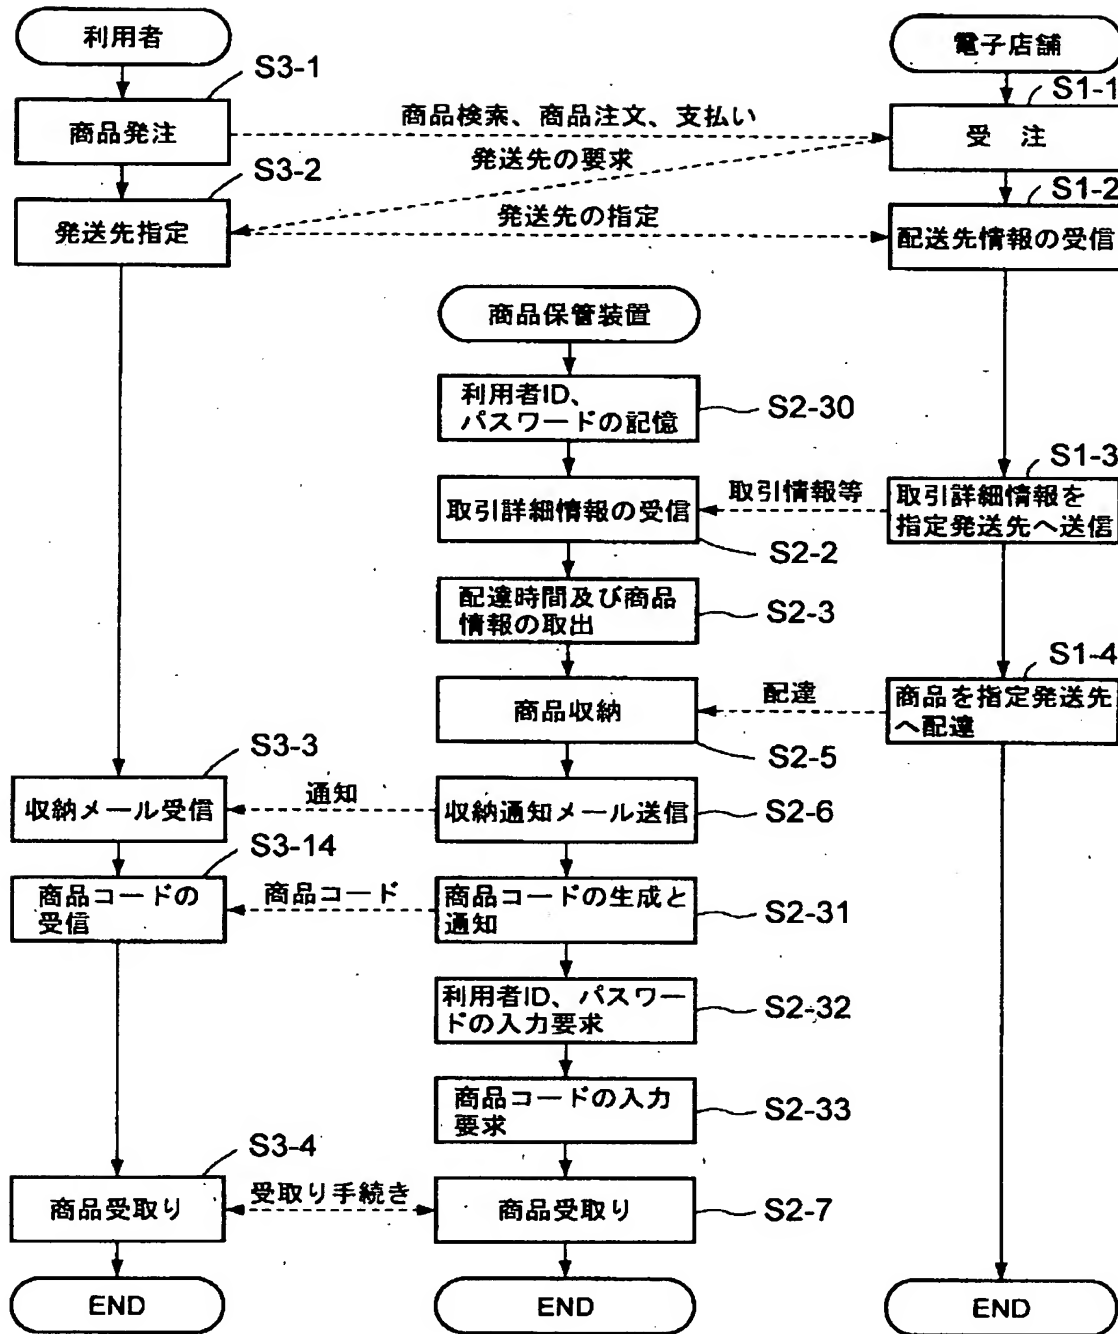 利用者
電子店舗
S3-1
S1-1
商品発注
商品検索、商品注文、支払い
受 注
発送先の要求
S3-2
S1-2
発送先指定
発送先の指定
配送先情報の受信
商品保管装置
利用者ID、
パスワードの記憶
S2-30
S1-3
取引詳細情報の受信
取引情報等
取引詳細情報を
指定発送先へ送信
S2-2
配達時間及び商品
情報の取出
S2-3
S1-4
商品収納
配達
商品を指定発送先
へ配達
S2-5
S3-3
収納メール受信
通知
収納通知メール送信
S2-6
S3-14
商品コードの
受信
商品コード
商品コードの生成と
通知
S2-31
利用者ID、パスワー
ドの入力要求
S2-32
商品コードの入力
要求
S2-33
S3-4
商品受取り
受取り手続き
商品受取り
S2-7
END
END
END